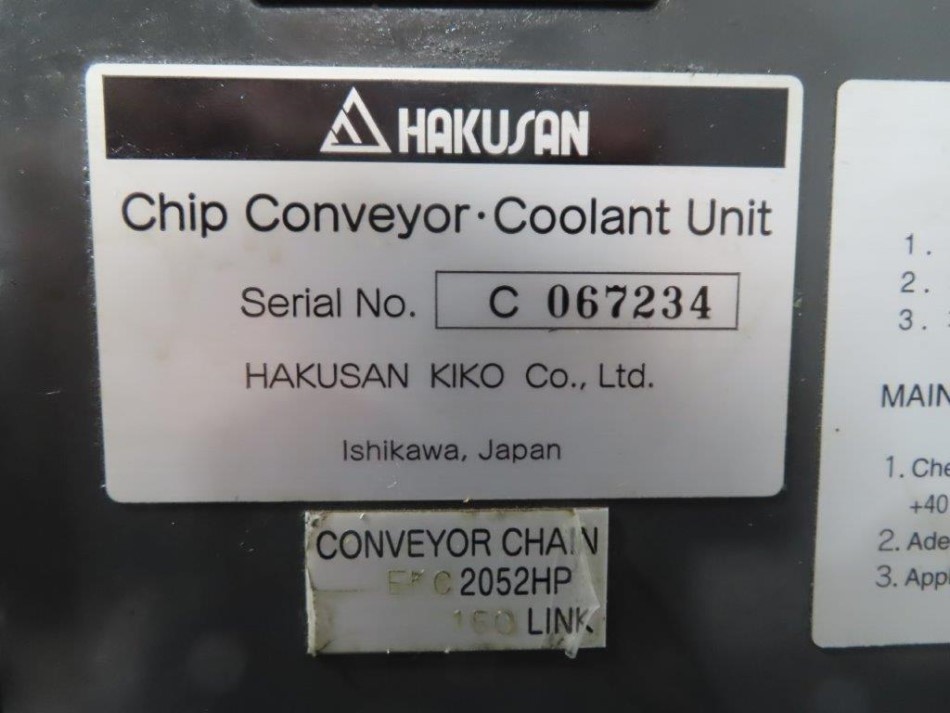 HAKUSAN
Chip Conveyor·Coolant Unit
Serial No. C 067234
HAKUSAN KIKO Co., Ltd.
Ishikawa, Japan
CONVEYOR CHAIN
2052HP
160 LINK
1.
2.
3.
MAIN
1. Che
+40
2. Ade
3. Appl